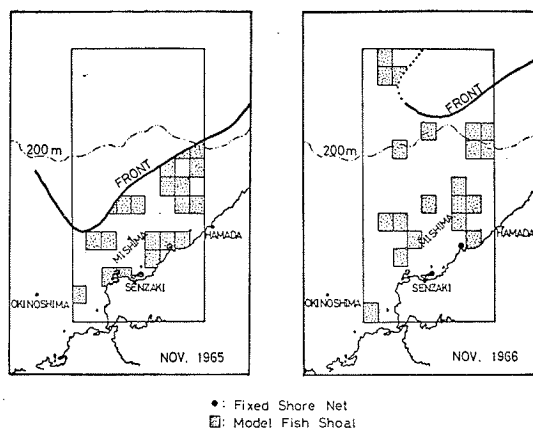 200 m
FRONT
MISHIMA
HAMADA
OKINOSHIMA
SENZAKI
NOV. 1965
FRONT
200 m
MISHIMA
HAMADA
OKINOSHIMA
SENZAKI
NOV. 1966
●: Fixed Shore Net
▩: Model Fish Shoal